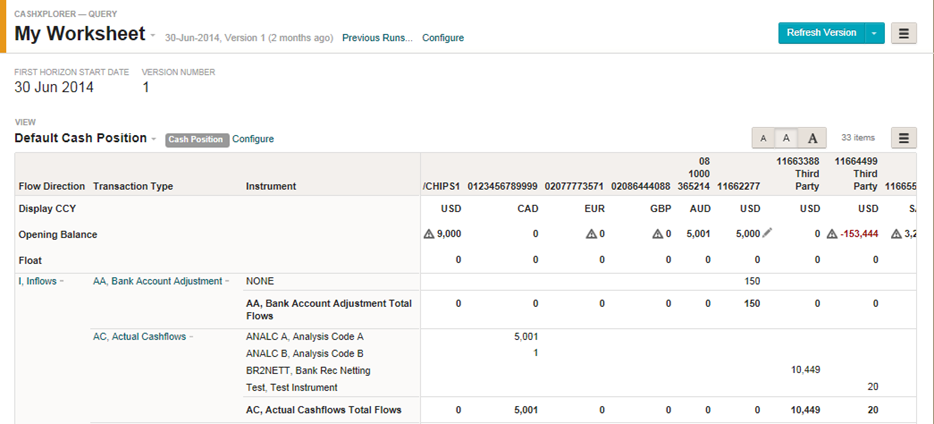 CASHXPLORER — QUERY
My Worksheet
30-Jun-2014, Version 1 (2 months ago) Previous Runs... Configure
Refresh Version
FIRST HORIZON START DATE VERSION NUMBER
30 Jun 2014 1
VIEW
Default Cash Position Cash Position Configure
A A A 33 items
08 11663388 11664499
1000 Third Third
Flow Direction Transaction Type Instrument /CHIPS1 0123456789999 02077773571 02086444088 365214 11662277 Party Party 116655
Display CCY USD CAD EUR GBP AUD USD USD USD
Opening Balance 9,000 0 0 0 5,001 5,000 0 -153,444 3,2
Float 0 0 0 0 0 0 0 0
I, Inflows AA, Bank Account Adjustment NONE 150
AA, Bank Account Adjustment Total 0 0 0 0 0 150 0 0
Flows
AC, Actual Cashflows ANALC A, Analysis Code A 5,001
ANALC B, Analysis Code B 1
BR2NETT, Bank Rec Netting 10,449
Test, Test Instrument 20
AC, Actual Cashflows Total Flows 0 5,001 0 0 0 0 10,449 20